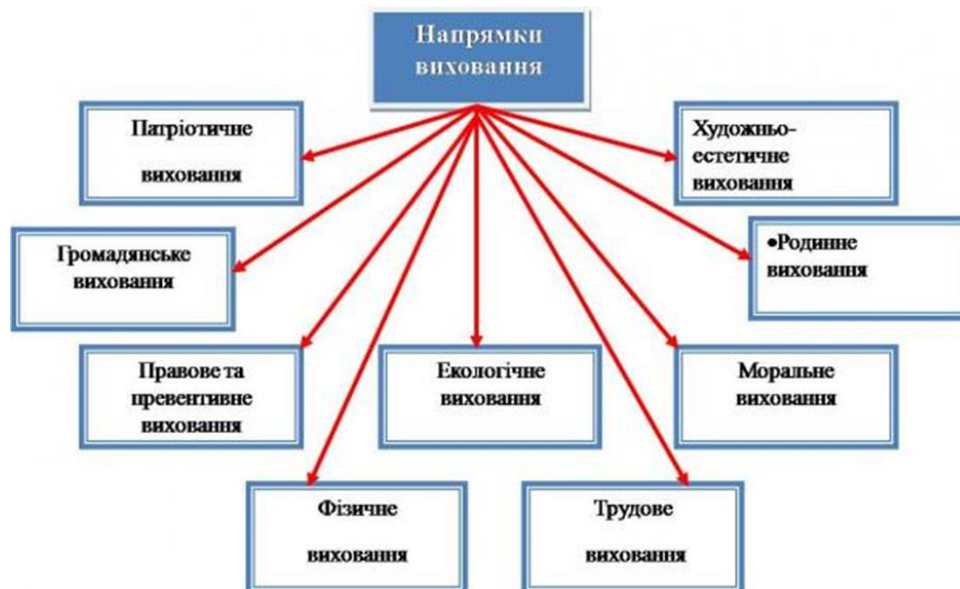 Напрямки
виховання
Патріотичне
виховання
Художньо-
естетичне
виховання
Громадянське
виховання
•Родинне
виховання
Правове та
превентивне
виховання
Екологічне
виховання
Моральне
виховання
Фізичне
виховання
Трудове
виховання